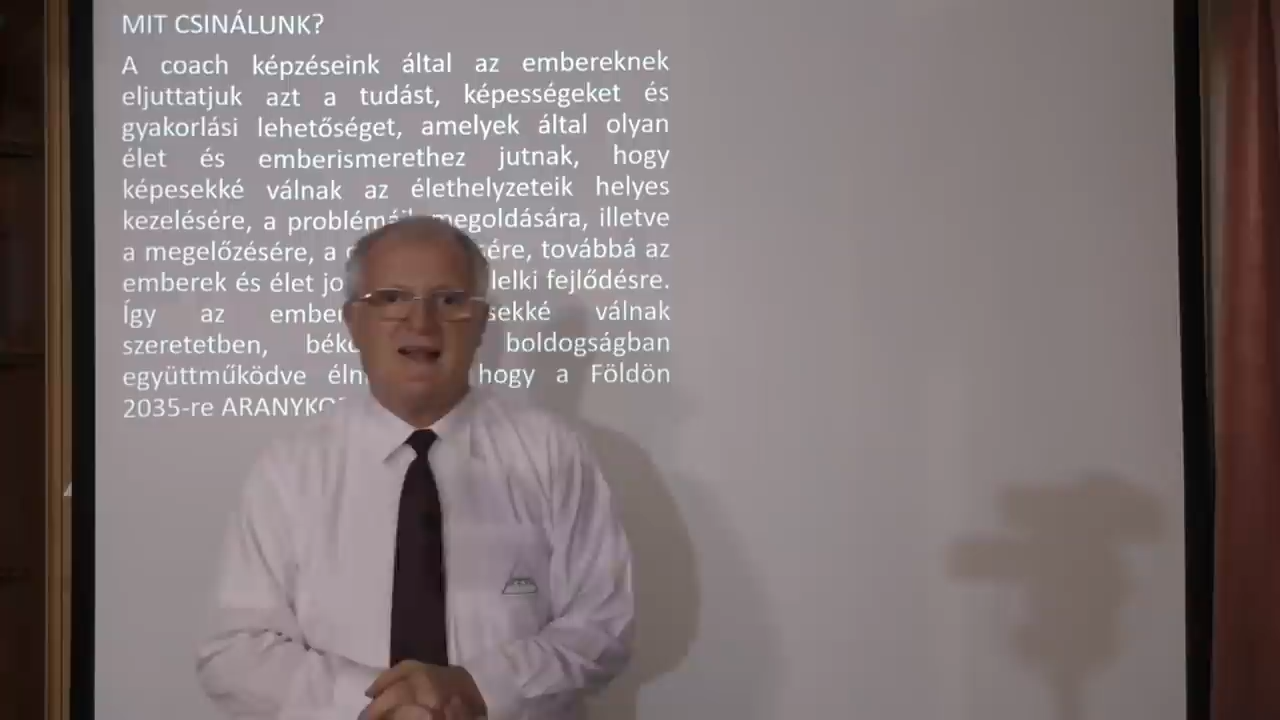 MIT CSINÁLUNK?
A coach képzéseink által az embereknek
eljuttatjuk azt a tudást, képességeket és
gyakorlási lehetőséget, amelyek által olyan
élet és emberismerethez jutnak, hogy
képesekké válnak az élethelyzeteik helyes
kezelésére, a megoldására, illetve
a megelőzésére, a továbbá az
emberek és élet lelki fejlődésre.
Így az válnak
szeretetben, boldogságban
együttműködve hogy a Földön
2035-re